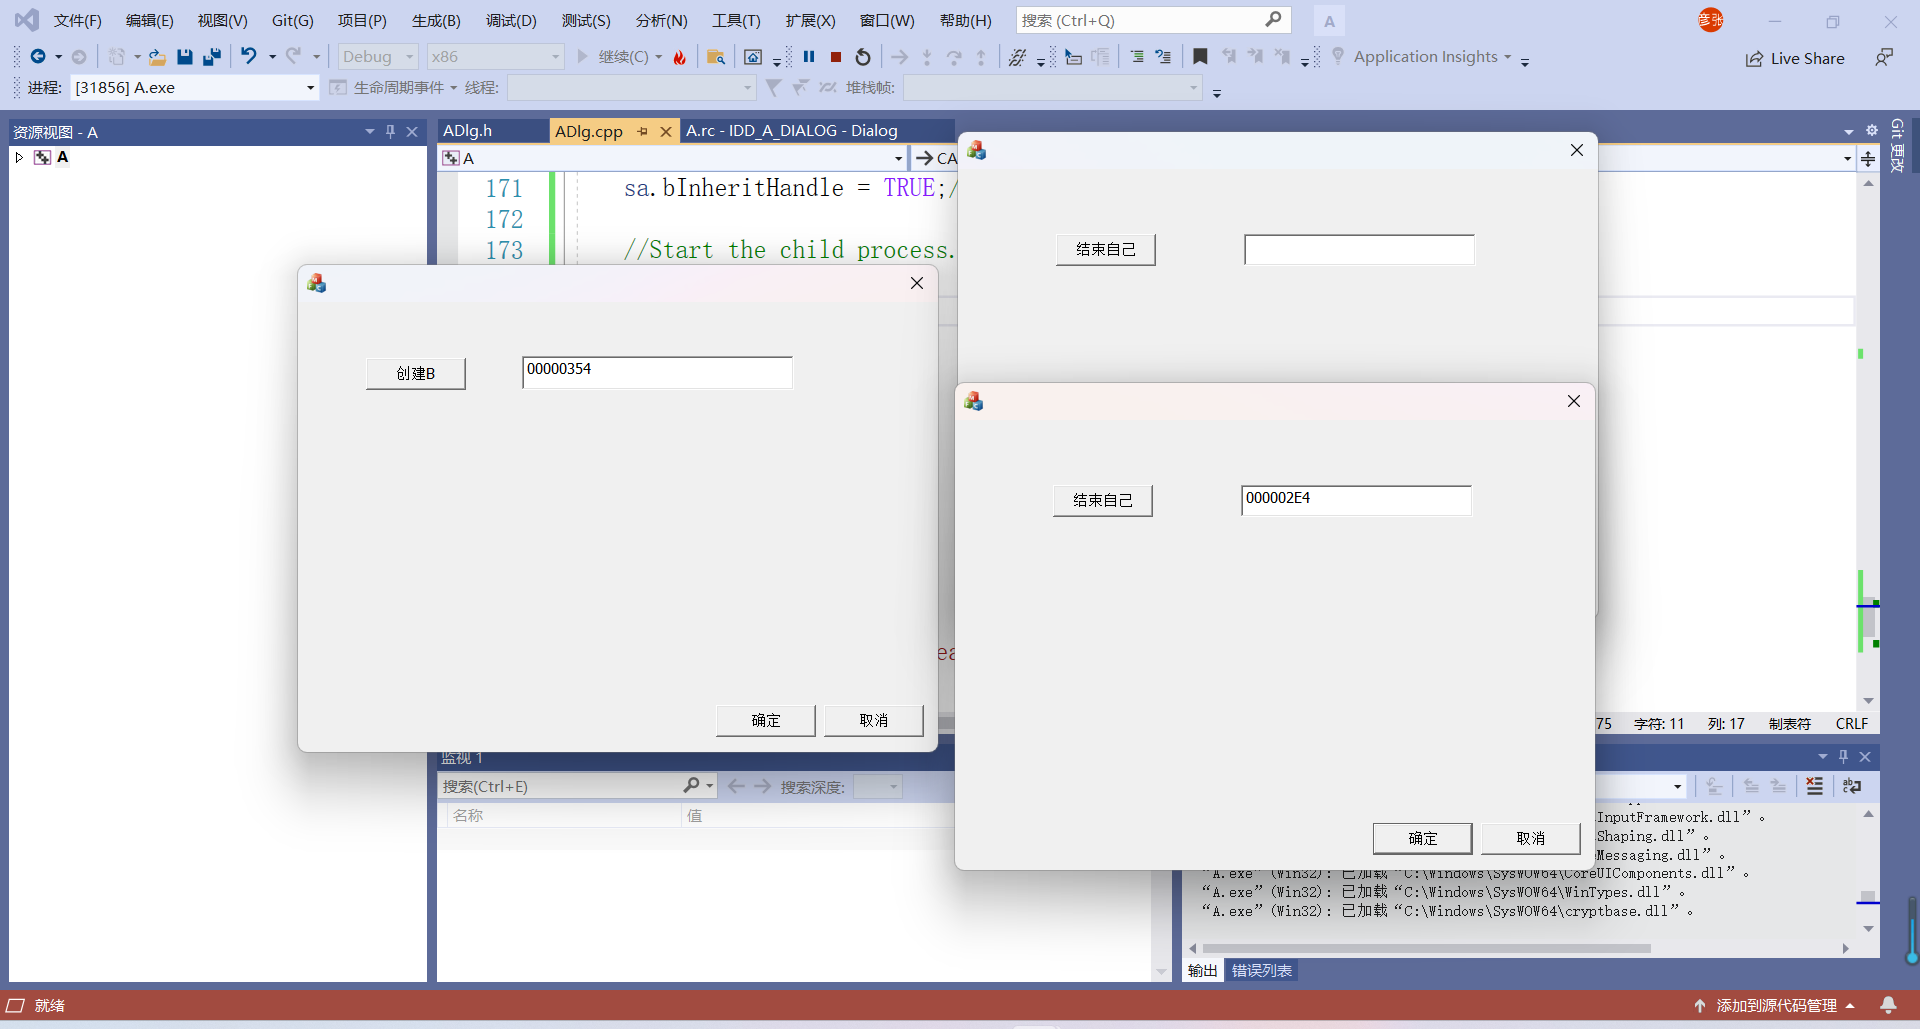 文件(F) 编辑(E) 视图(V) Git(G) 项目(P) 生成(B) 调试(D) 测试(S) 分析(N) 工具(T) 扩展(X) 窗口(W) 帮助(H) 搜索 (Ctrl+Q) A 彦张
Debug x86 继续(C) Application Insights Live Share
进程: [31856] A.exe 生命周期事件 线程: 堆栈帧:
资源视图 - A
A
ADlg.h ADlg.cpp A.rc - IDD_A_DIALOG - Dialog
A CA
171 sa.bInheritHandle = TRUE;/
172
173 //Start the child process.
Git 更改
创建B 00000354
确定 取消
结束自己
结束自己 000002E4
确定 取消
ea
75 字符: 11 列: 17 制表符 CRLF
监视 1
搜索(Ctrl+E) 搜索深度:
名称 值
InputFramework.dll”。
Shaping.dll”。
Messaging.dll”。
“A.exe” (Win32): 已加载 “C:\Windows\SysWOW64\CoreUIComponents.dll”。
“A.exe” (Win32): 已加载 “C:\Windows\SysWOW64\WinTypes.dll”。
“A.exe” (Win32): 已加载 “C:\Windows\SysWOW64\cryptbase.dll”。
输出 错误列表
就绪 添加到源代码管理